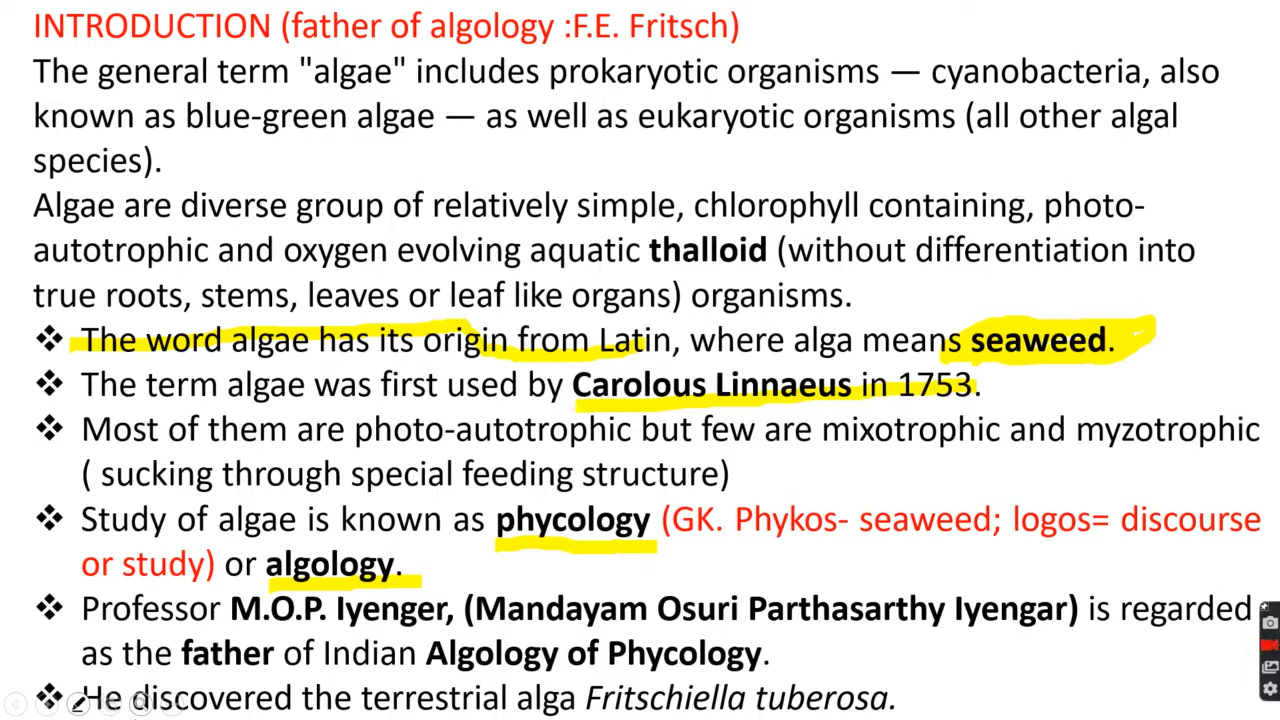 INTRODUCTION (father of algology :F.E. Fritsch)
The general term "algae" includes prokaryotic organisms — cyanobacteria, also
known as blue-green algae — as well as eukaryotic organisms (all other algal
species).
Algae are diverse group of relatively simple, chlorophyll containing, photo-
autotrophic and oxygen evolving aquatic thalloid (without differentiation into
true roots, stems, leaves or leaf like organs) organisms.
❖ The word algae has its origin from Latin, where alga means seaweed.
❖ The term algae was first used by Carolous Linnaeus in 1753.
❖ Most of them are photo-autotrophic but few are mixotrophic and myzotrophic
( sucking through special feeding structure)
❖ Study of algae is known as phycology (GK. Phykos- seaweed; logos= discourse
or study) or algology.
❖ Professor M.O.P. Iyenger, (Mandayam Osuri Parthasarthy Iyengar) is regarded
as the father of Indian Algology of Phycology.
❖ He discovered the terrestrial alga Fritschiella tuberosa.